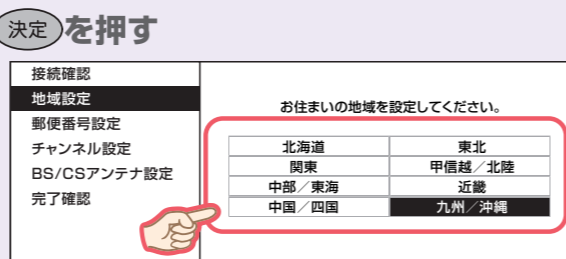 決定を押す
接続確認
地域設定
郵便番号設定
チャンネル設定
BS/CSアンテナ設定
完了確認
お住まいの地域を設定してください。
北海道 東北
関東 甲信越／北陸
中部／東海 近畿
中国／四国 九州／沖縄